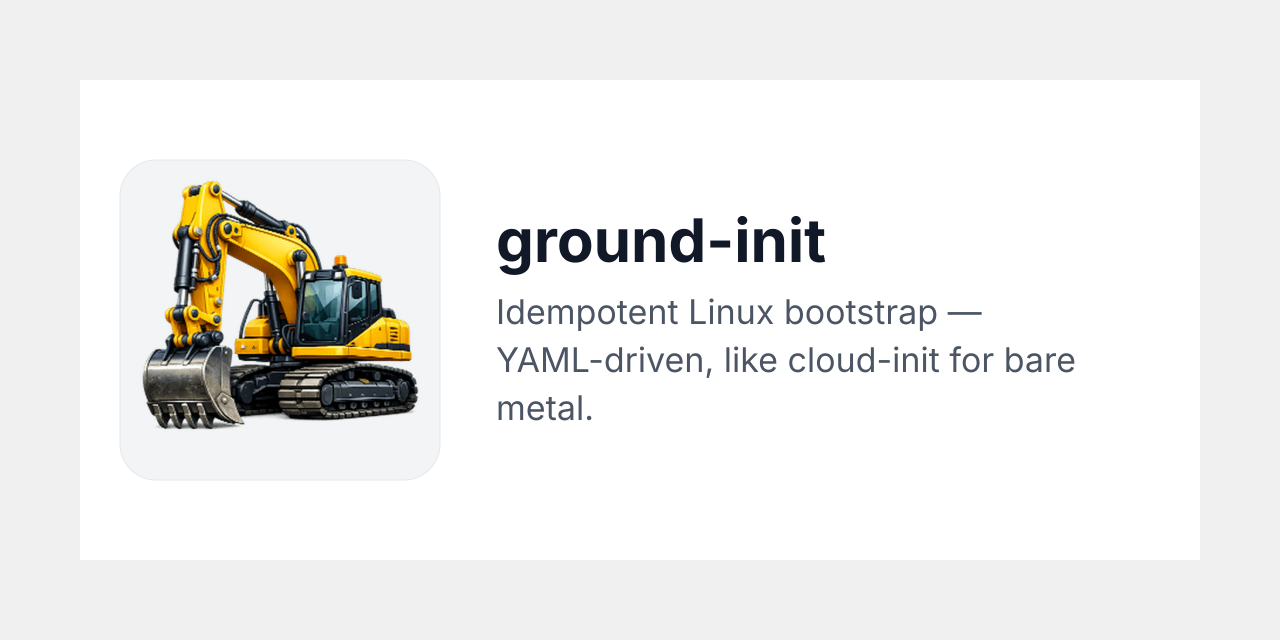 ground-init
Idempotent Linux bootstrap —
YAML-driven, like cloud-init for bare
metal.